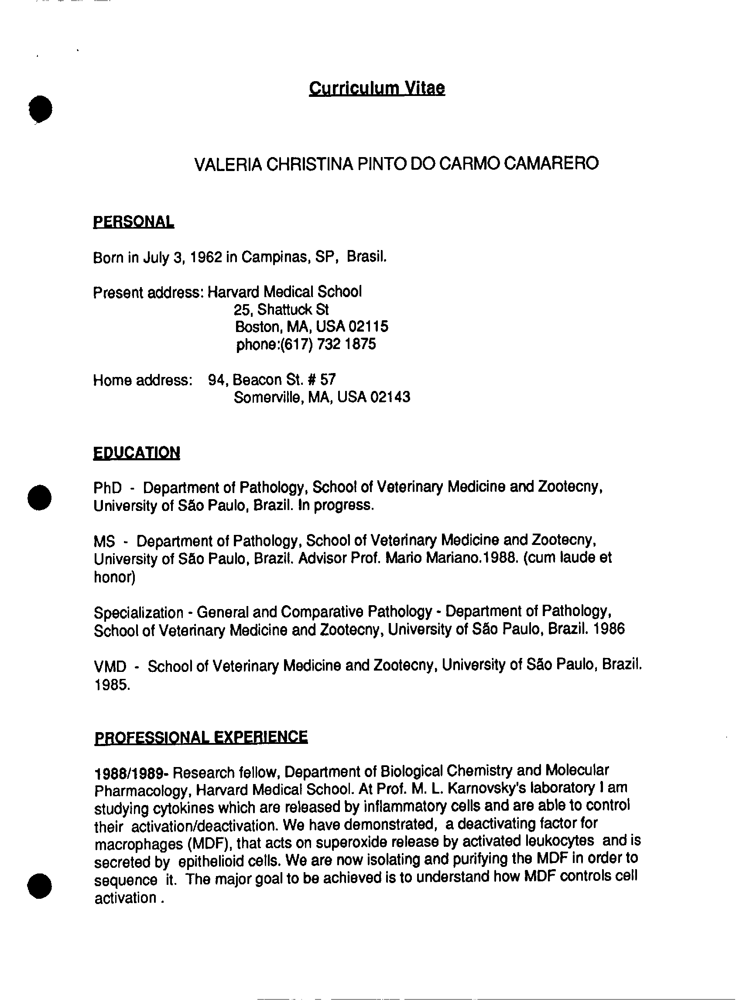 Curriculum Vitae
VALERIA CHRISTINA PINTO DO CARMO CAMARERO
PERSONAL
Born in July 3, 1962 in Campinas, SP, Brasil.
Present address: Harvard Medical School
25, Shattuck St
Boston, MA, USA 02115
phone:(617) 732 1875
Home address: 94, Beacon St. # 57
Somerville, MA, USA 02143
EDUCATION
PhD - Department of Pathology, School of Veterinary Medicine and Zootecny,
University of São Paulo, Brazil. In progress.
MS - Department of Pathology, School of Veterinary Medicine and Zootecny,
University of São Paulo, Brazil. Advisor Prof. Mario Mariano.1988. (cum laude et
honor)
Specialization - General and Comparative Pathology - Department of Pathology,
School of Veterinary Medicine and Zootecny, University of São Paulo, Brazil. 1986
VMD - School of Veterinary Medicine and Zootecny, University of São Paulo, Brazil.
1985.
PROFESSIONAL EXPERIENCE
1988/1989- Research fellow, Department of Biological Chemistry and Molecular
Pharmacology, Harvard Medical School. At Prof. M. L. Karnovsky's laboratory I am
studying cytokines which are released by inflammatory cells and are able to control
their activation/deactivation. We have demonstrated, a deactivating factor for
macrophages (MDF), that acts on superoxide release by activated leukocytes and is
secreted by epithelioid cells. We are now isolating and purifying the MDF in order to
sequence it. The major goal to be achieved is to understand how MDF controls cell
activation .